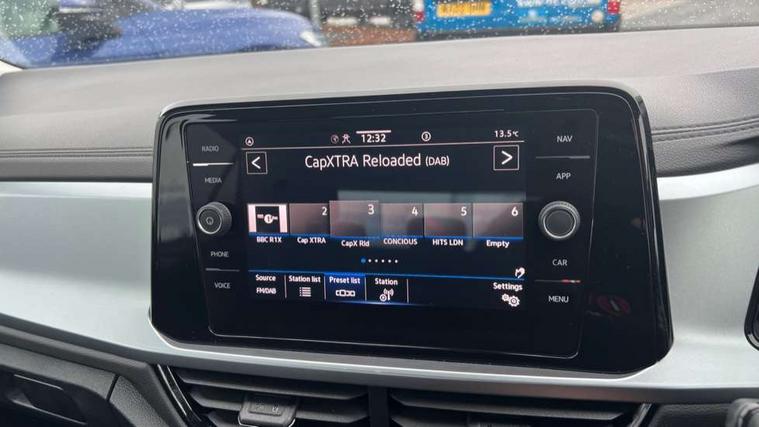 RADIO
MEDIA
PHONE
VOICE
12:32
13.5°C
CapXTRA Reloaded (DAB)
2 3 4 5 6
BBC R1X Cap XTRA CapX Rld CONCIOUS HITS LDN Empty
Source Station list Preset list Station Settings
FM/DAB
NAV
APP
CAR
MENU